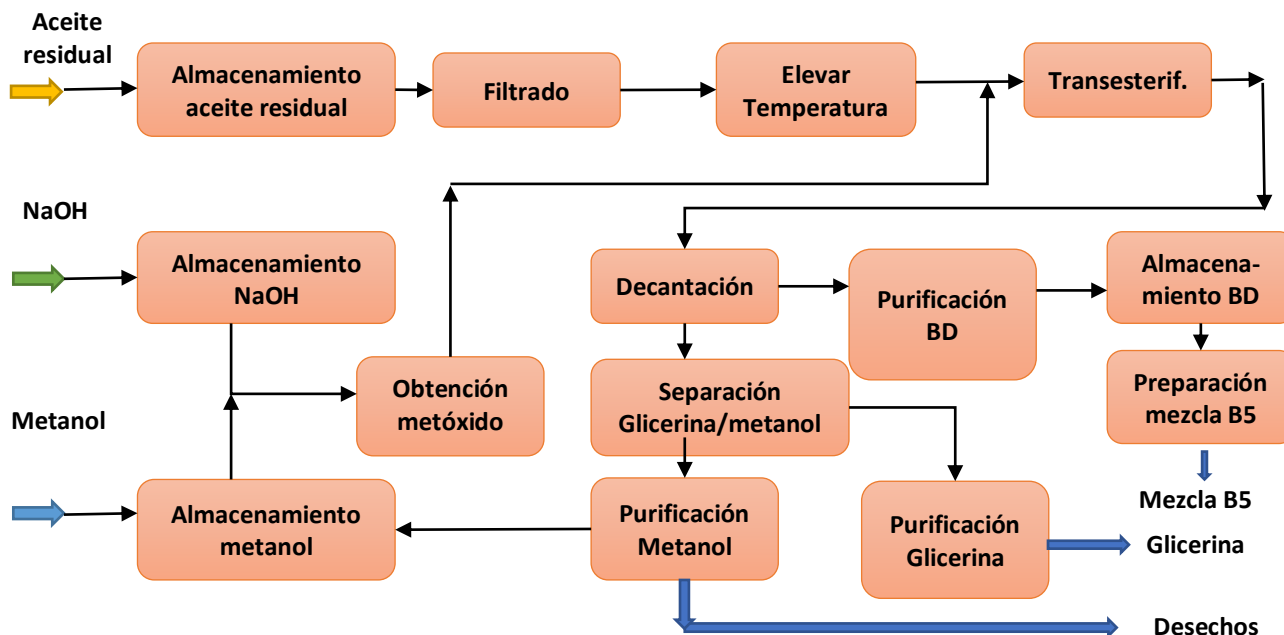 Aceite
residual
Almacenamiento
aceite residual
Filtrado
Elevar
Temperatura
Transesterif.
NaOH
Almacenamiento
NaOH
Decantación
Purificación
BD
Almacena-
miento BD
Obtención
metóxido
Separación
Glicerina/metanol
Preparación
mezcla B5
Metanol
Almacenamiento
metanol
Purificación
Metanol
Purificación
Glicerina
Mezcla B5
Glicerina
Desechos